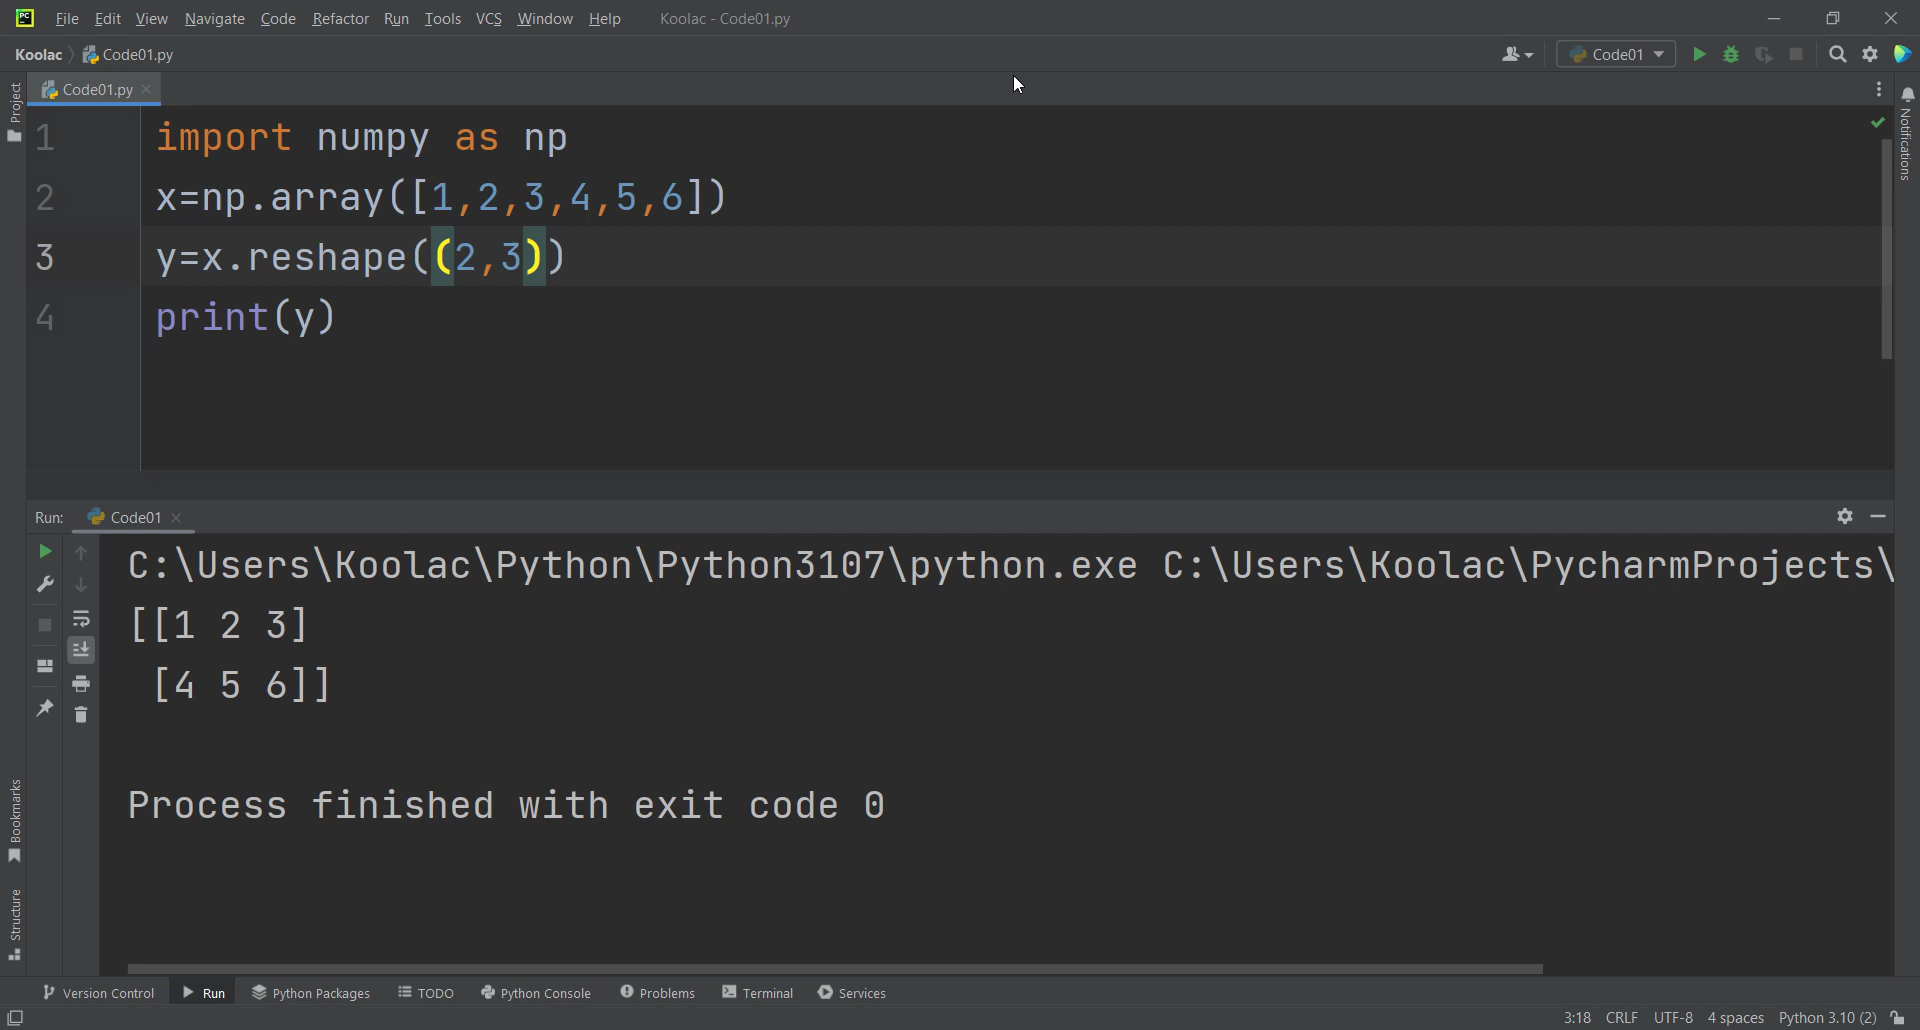 File Edit View Navigate Code Refactor Run Tools VCS Window Help Koolac - Code01.py
Koolac Code01.py Code01
Code01.py
Project
Notifications
1 import numpy as np
2 x=np.array([1,2,3,4,5,6])
3 y=x.reshape((2,3))
4 print(y)
Run: Code01
C:\Users\Koolac\Python\Python3107\python.exe C:\Users\Koolac\PycharmProjects\
[[1 2 3]
[4 5 6]]
Process finished with exit code 0
Bookmarks
Structure
Version Control Run Python Packages TODO Python Console Problems Terminal Services
3:18 CRLF UTF-8 4 spaces Python 3.10 (2)